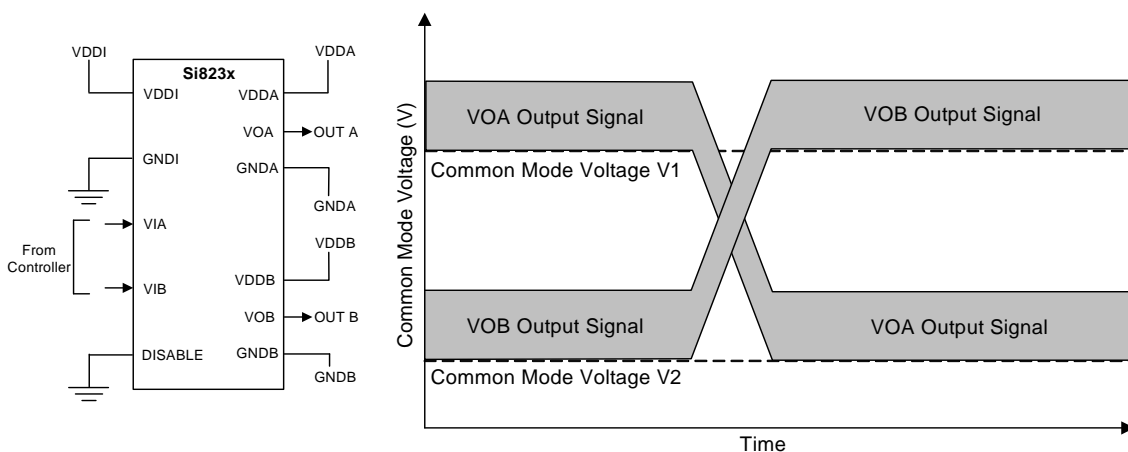 Si823x
VDDI
VDDA
VDDI
VDDA
VOA
OUT A
GNDI
GNDA
GNDA
VIA
From
Controller
VDDB
VDDB
VIB
VOB
OUT B
DISABLE
GNDB
GNDB
Common Mode Voltage (V)
VOA Output Signal
VOB Output Signal
Common Mode Voltage V1
VOB Output Signal
VOA Output Signal
Common Mode Voltage V2
Time